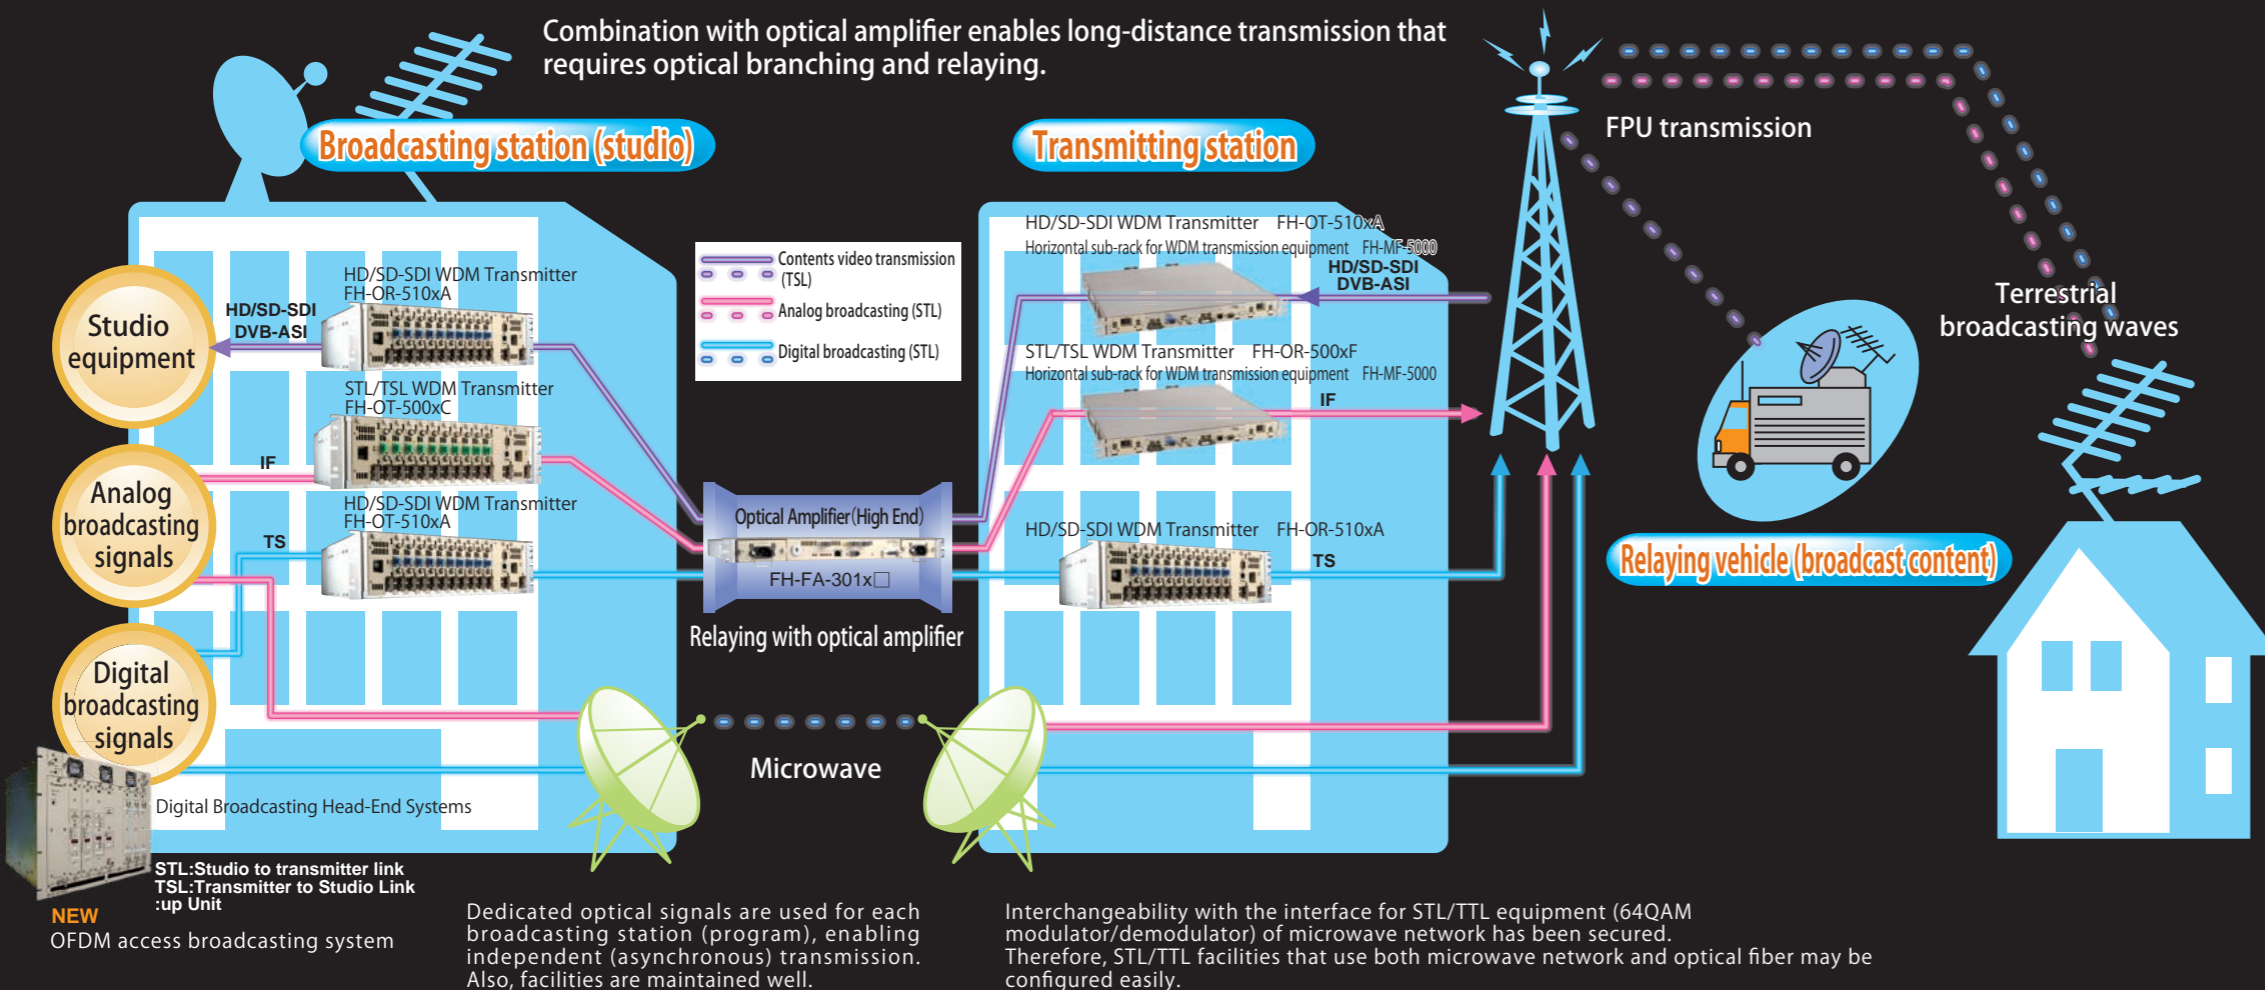 Combination with optical amplifier enables long-distance transmission that
requires optical branching and relaying.
Broadcasting station (studio)
Transmitting station
FPU transmission
HD/SD-SDI WDM Transmitter FH-OT-510xA
Horizontal sub-rack for WDM transmission equipment FH-MF-5000
HD/SD-SDI
DVB-ASI
Contents video transmission
(TSL)
Analog broadcasting (STL)
Digital broadcasting (STL)
HD/SD-SDI WDM Transmitter
FH-OR-510xA
HD/SD-SDI
DVB-ASI
Studio
equipment
Terrestrial
broadcasting waves
STL/TSL WDM Transmitter FH-OR-500xF
Horizontal sub-rack for WDM transmission equipment FH-MF-5000
IF
STL/TSL WDM Transmitter
FH-OT-500xC
IF
Analog
broadcasting
signals
HD/SD-SDI WDM Transmitter
FH-OT-510xA
TS
Optical Amplifier(High End)
FH-FA-301x□
Relaying with optical amplifier
HD/SD-SDI WDM Transmitter FH-OR-510xA
TS
Relaying vehicle (broadcast content)
Digital
broadcasting
signals
Microwave
Digital Broadcasting Head-End Systems
STL:Studio to transmitter link
TSL:Transmitter to Studio Link
:up Unit
NEW
OFDM access broadcasting system
Dedicated optical signals are used for each
broadcasting station (program), enabling
independent (asynchronous) transmission.
Also, facilities are maintained well.
Interchangeability with the interface for STL/TTL equipment (64QAM
modulator/demodulator) of microwave network has been secured.
Therefore, STL/TTL facilities that use both microwave network and optical fiber may be
configured easily.